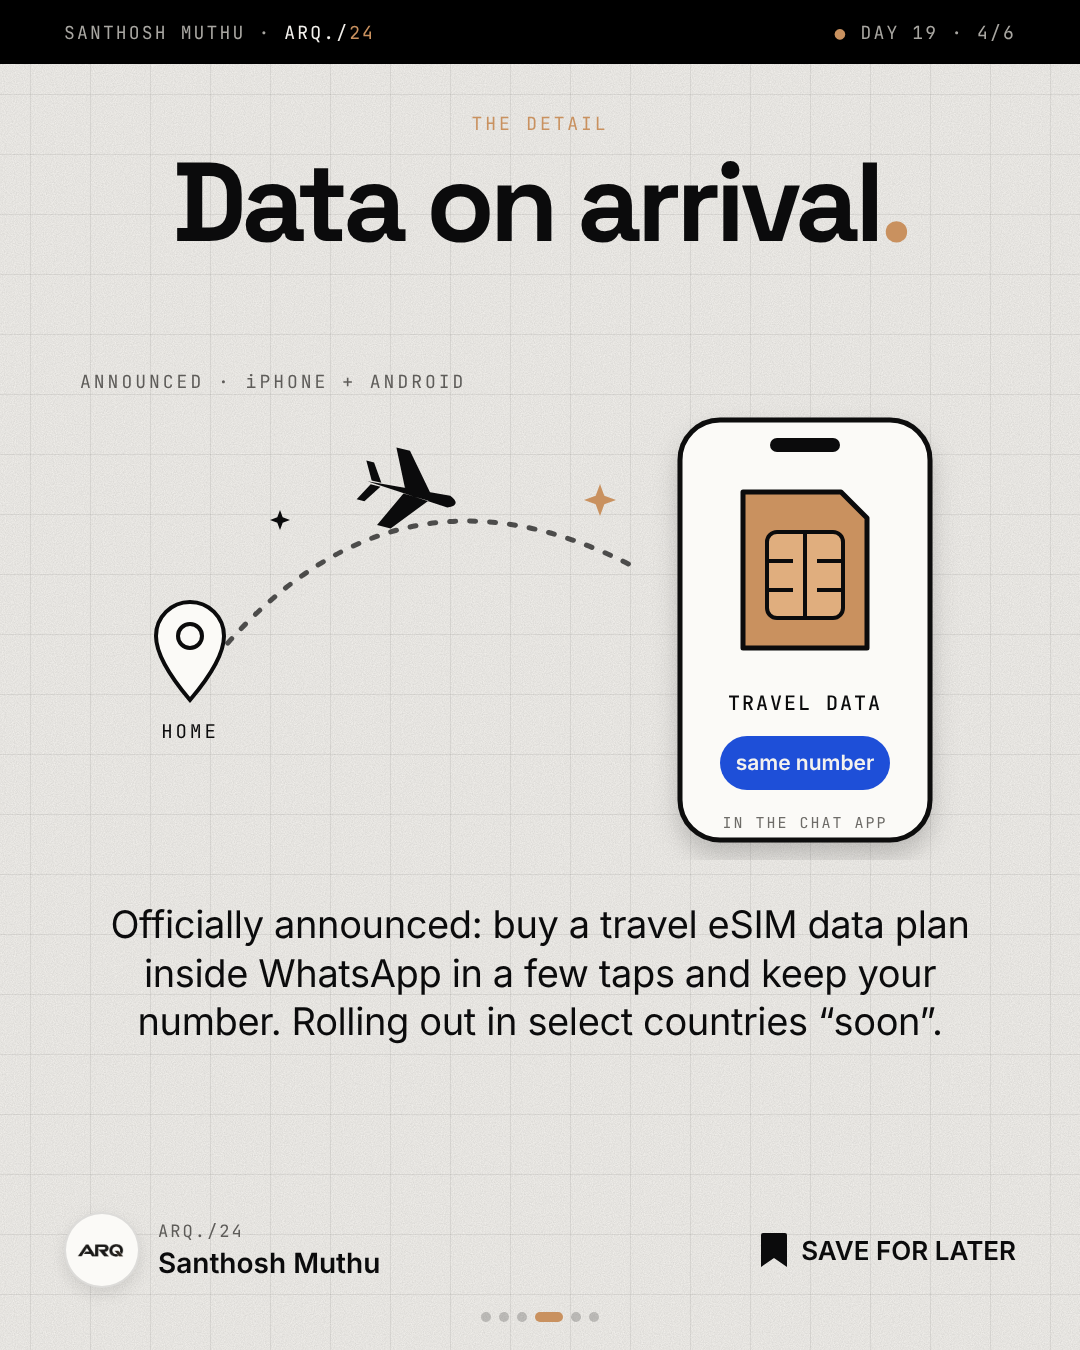 SANTHOSH MUTHU · ARQ./24
DAY 19 · 4/6
THE DETAIL
Data on arrival.
ANNOUNCED · iPHONE + ANDROID
HOME
TRAVEL DATA
same number
IN THE CHAT APP
Officially announced: buy a travel eSIM data plan
inside WhatsApp in a few taps and keep your
number. Rolling out in select countries “soon”.
ARQ
ARQ./24
Santhosh Muthu
SAVE FOR LATER